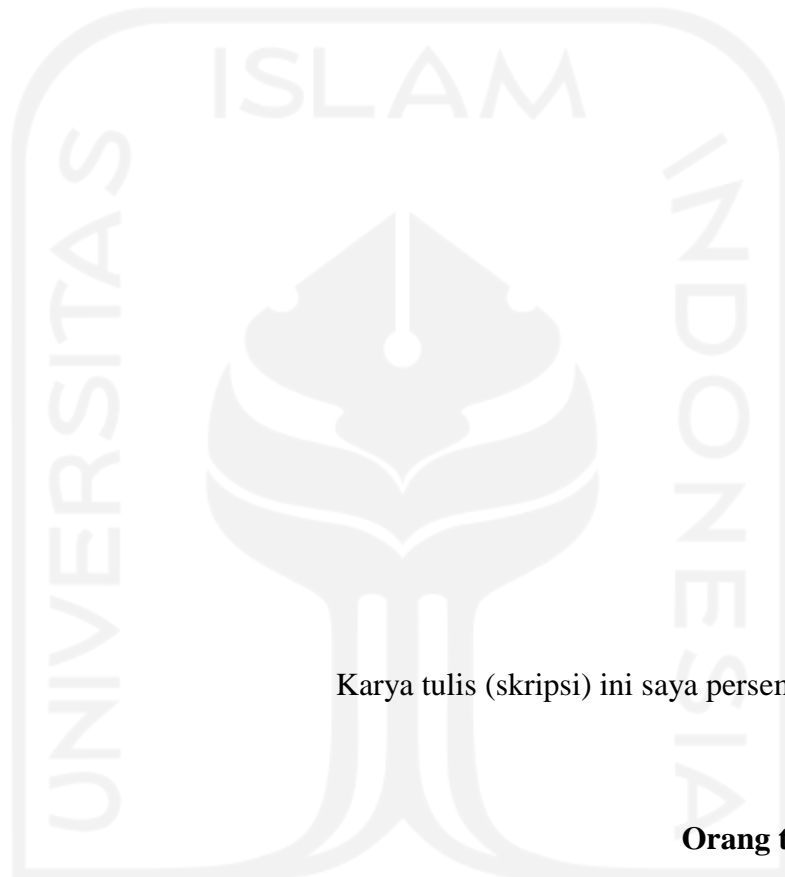 ISLAM
UNIVERSITAS
INDONESIA
Karya tulis (skripsi) ini saya persem
Orang t